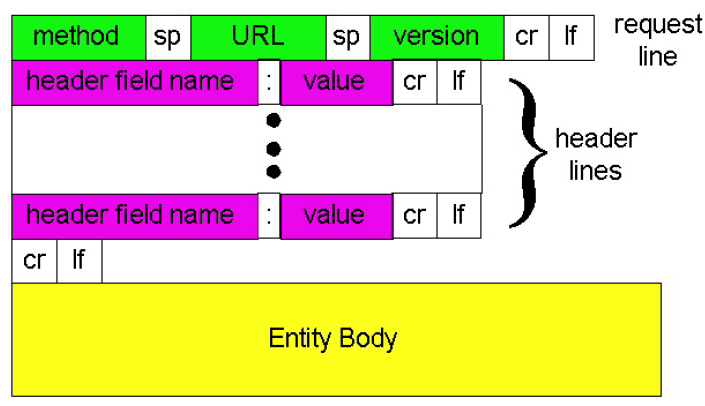 method sp URL sp version cr lf
request
line
header field name : value cr lf
header
lines
header field name : value cr lf
cr lf
Entity Body